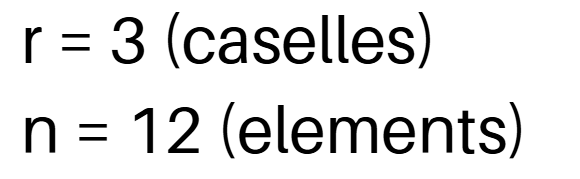 r = 3 (caselles)
n = 12 (elements)